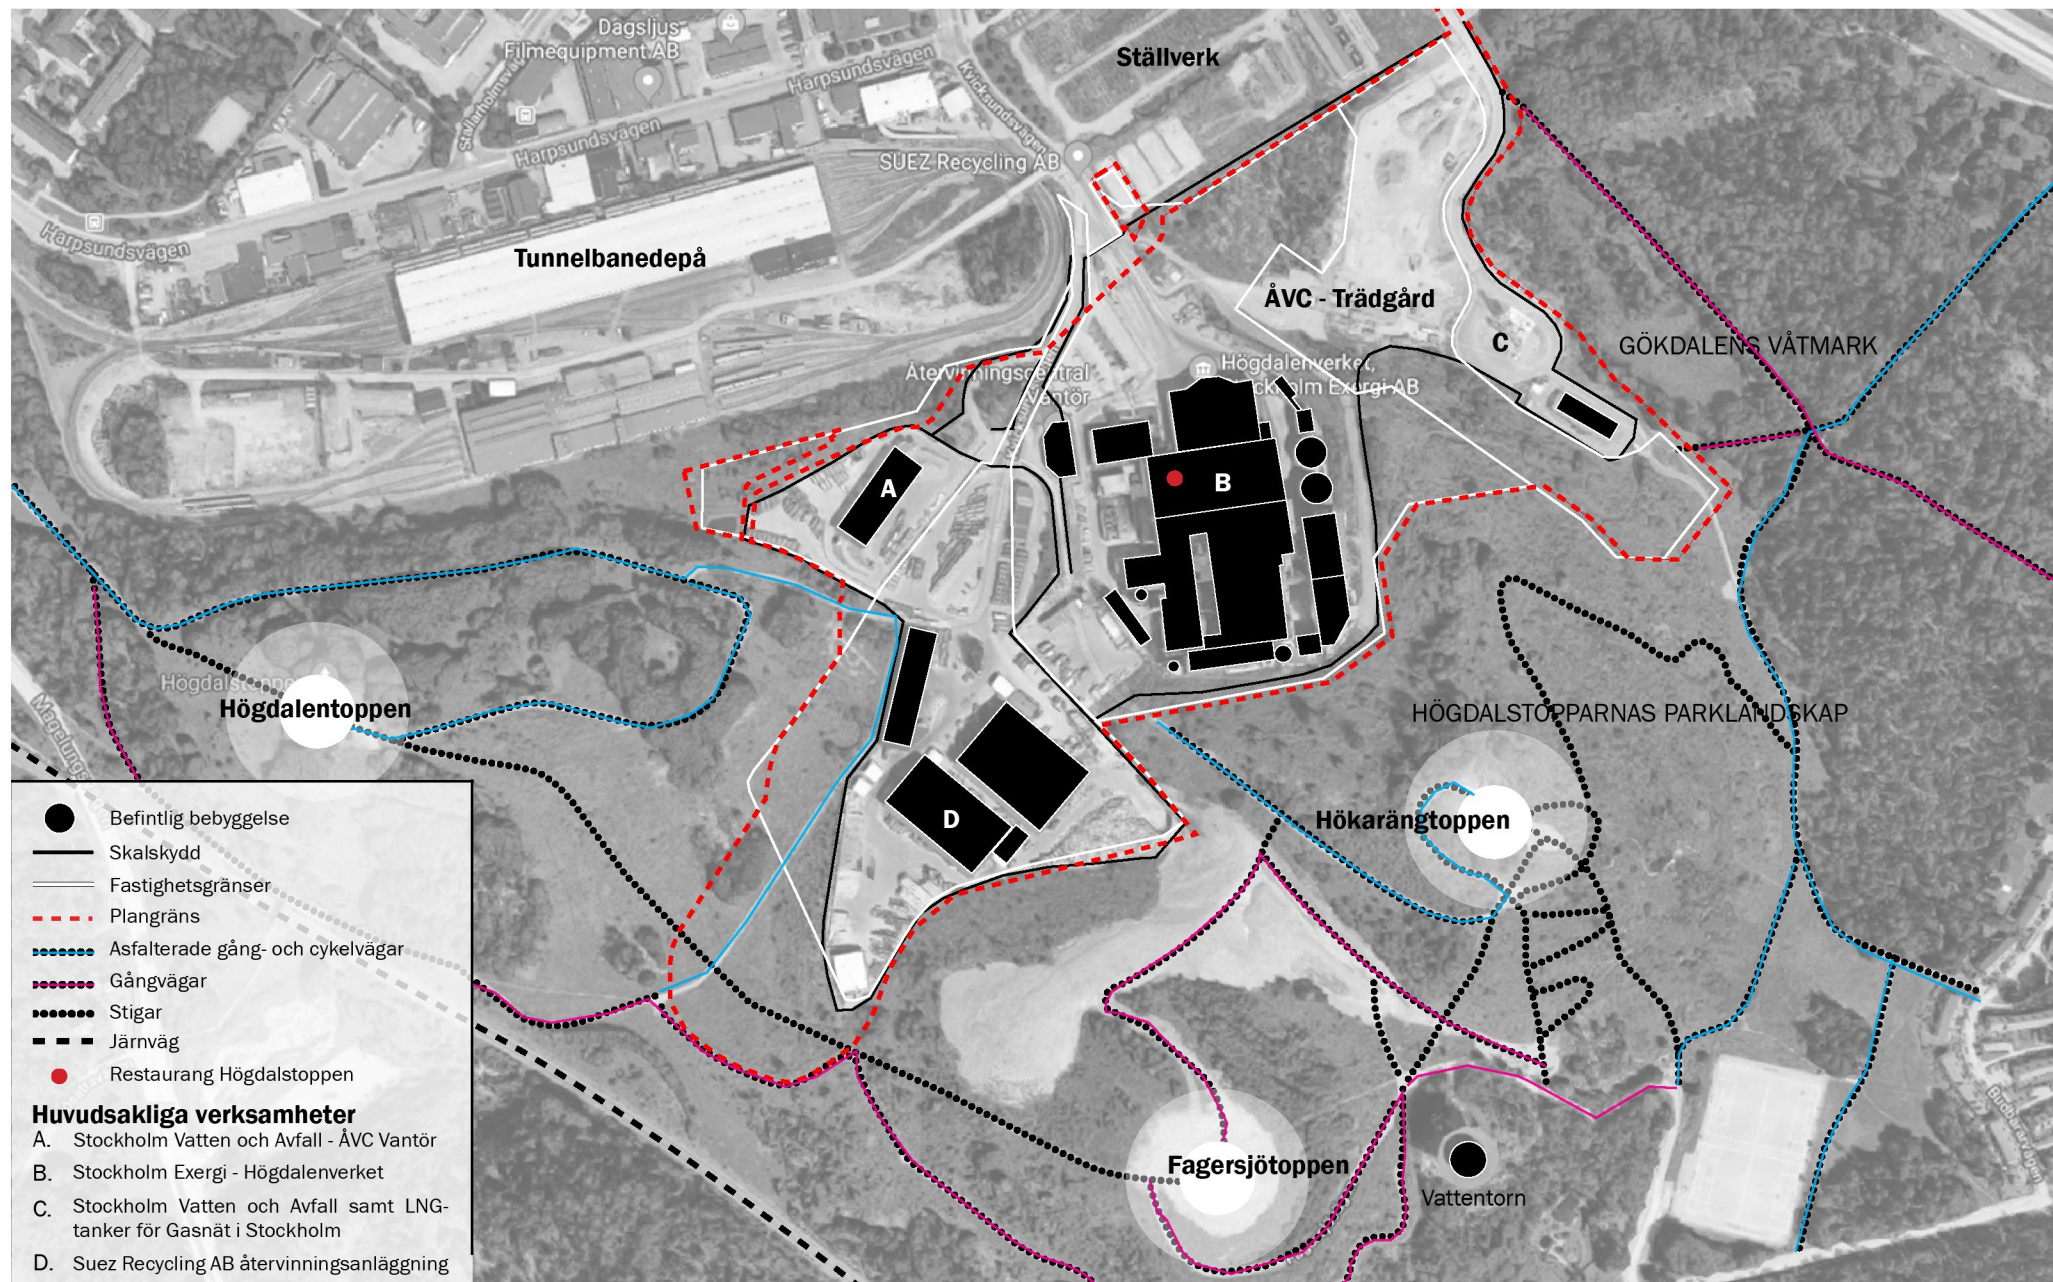 Dagsljus
Filmequipment AB
Ställverk
Harpsundsvägen
Kvicksundsvägen
Harpsundsvägen
SUEZ Recycling AB
Harpsundsvägen
Tunnelbanedepå
ÅVC - Trädgård
C
GÖKDALENS VÅTMARK
Återvinningscentral
Vantör
Högdalenverket,
Stockholm Exergi AB
A
B
Högdalstoppen
Högdalentoppen
HÖGDALSTOPPARNAS PARKLANDSKAP
D
Hökarängtoppen
Fagersjötoppen
Vattentorn
Befintlig bebyggelse
Skalskydd
Fastighetsgränser
Plangräns
Asfalterade gång- och cykelvägar
Gångvägar
Stigar
Järnväg
Restaurang Högdalstoppen
Huvudsakliga verksamheter
A. Stockholm Vatten och Avfall - ÅVC Vantör
B. Stockholm Exergi - Högdalenverket
C. Stockholm Vatten och Avfall samt LNG-
tanker för Gasnät i Stockholm
D. Suez Recycling AB återvinningsanläggning